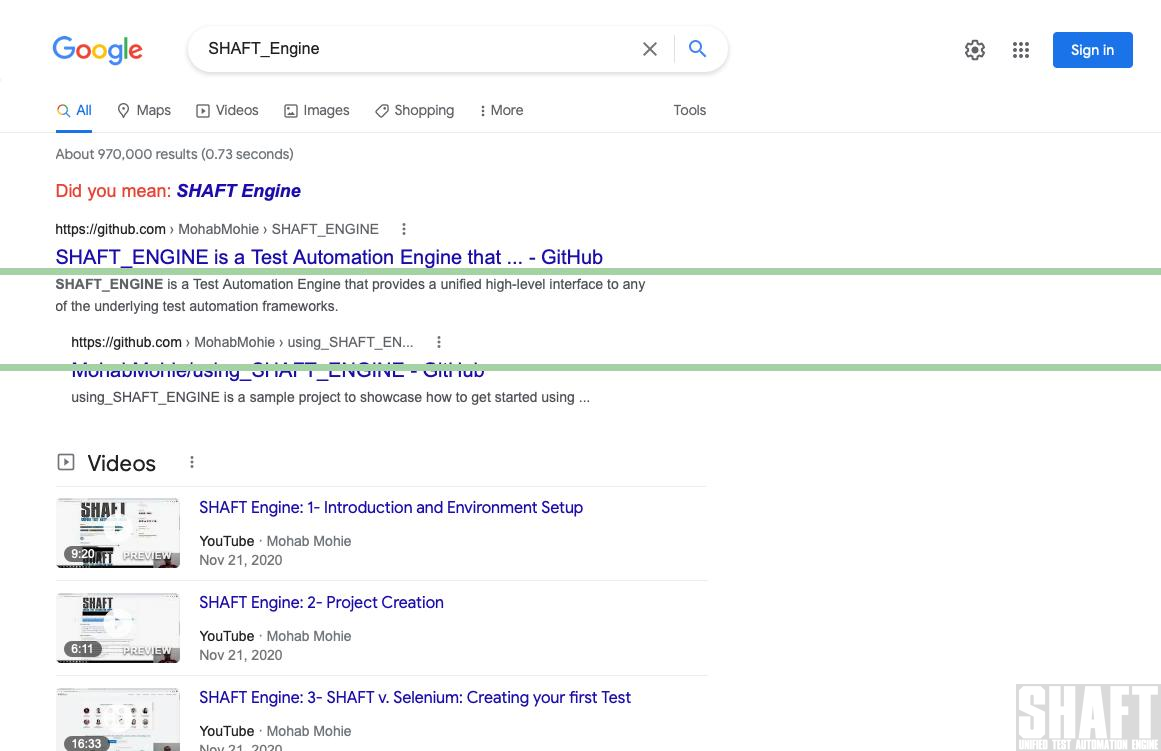 Google
SHAFT_Engine
Sign in
All
Maps
Videos
Images
Shopping
More
Tools
About 970,000 results (0.73 seconds)
Did you mean: SHAFT Engine
https://github.com › MohabMohie › SHAFT_ENGINE
SHAFT_ENGINE is a Test Automation Engine that ... - GitHub
SHAFT_ENGINE is a Test Automation Engine that provides a unified high-level interface to any
of the underlying test automation frameworks.
https://github.com › MohabMohie › using_SHAFT_EN...
MohabMohie/using_SHAFT_ENGINE - GitHub
using_SHAFT_ENGINE is a sample project to showcase how to get started using ...
Videos
SHAFT
9:20
PREVIEW
SHAFT Engine: 1- Introduction and Environment Setup
YouTube · Mohab Mohie
Nov 21, 2020
SHAFT
6:11
PREVIEW
SHAFT Engine: 2- Project Creation
YouTube · Mohab Mohie
Nov 21, 2020
16:33
SHAFT Engine: 3- SHAFT v. Selenium: Creating your first Test
YouTube · Mohab Mohie
Nov 21, 2020
SHAFT
UNIFIED TEST AUTOMATION ENGINE